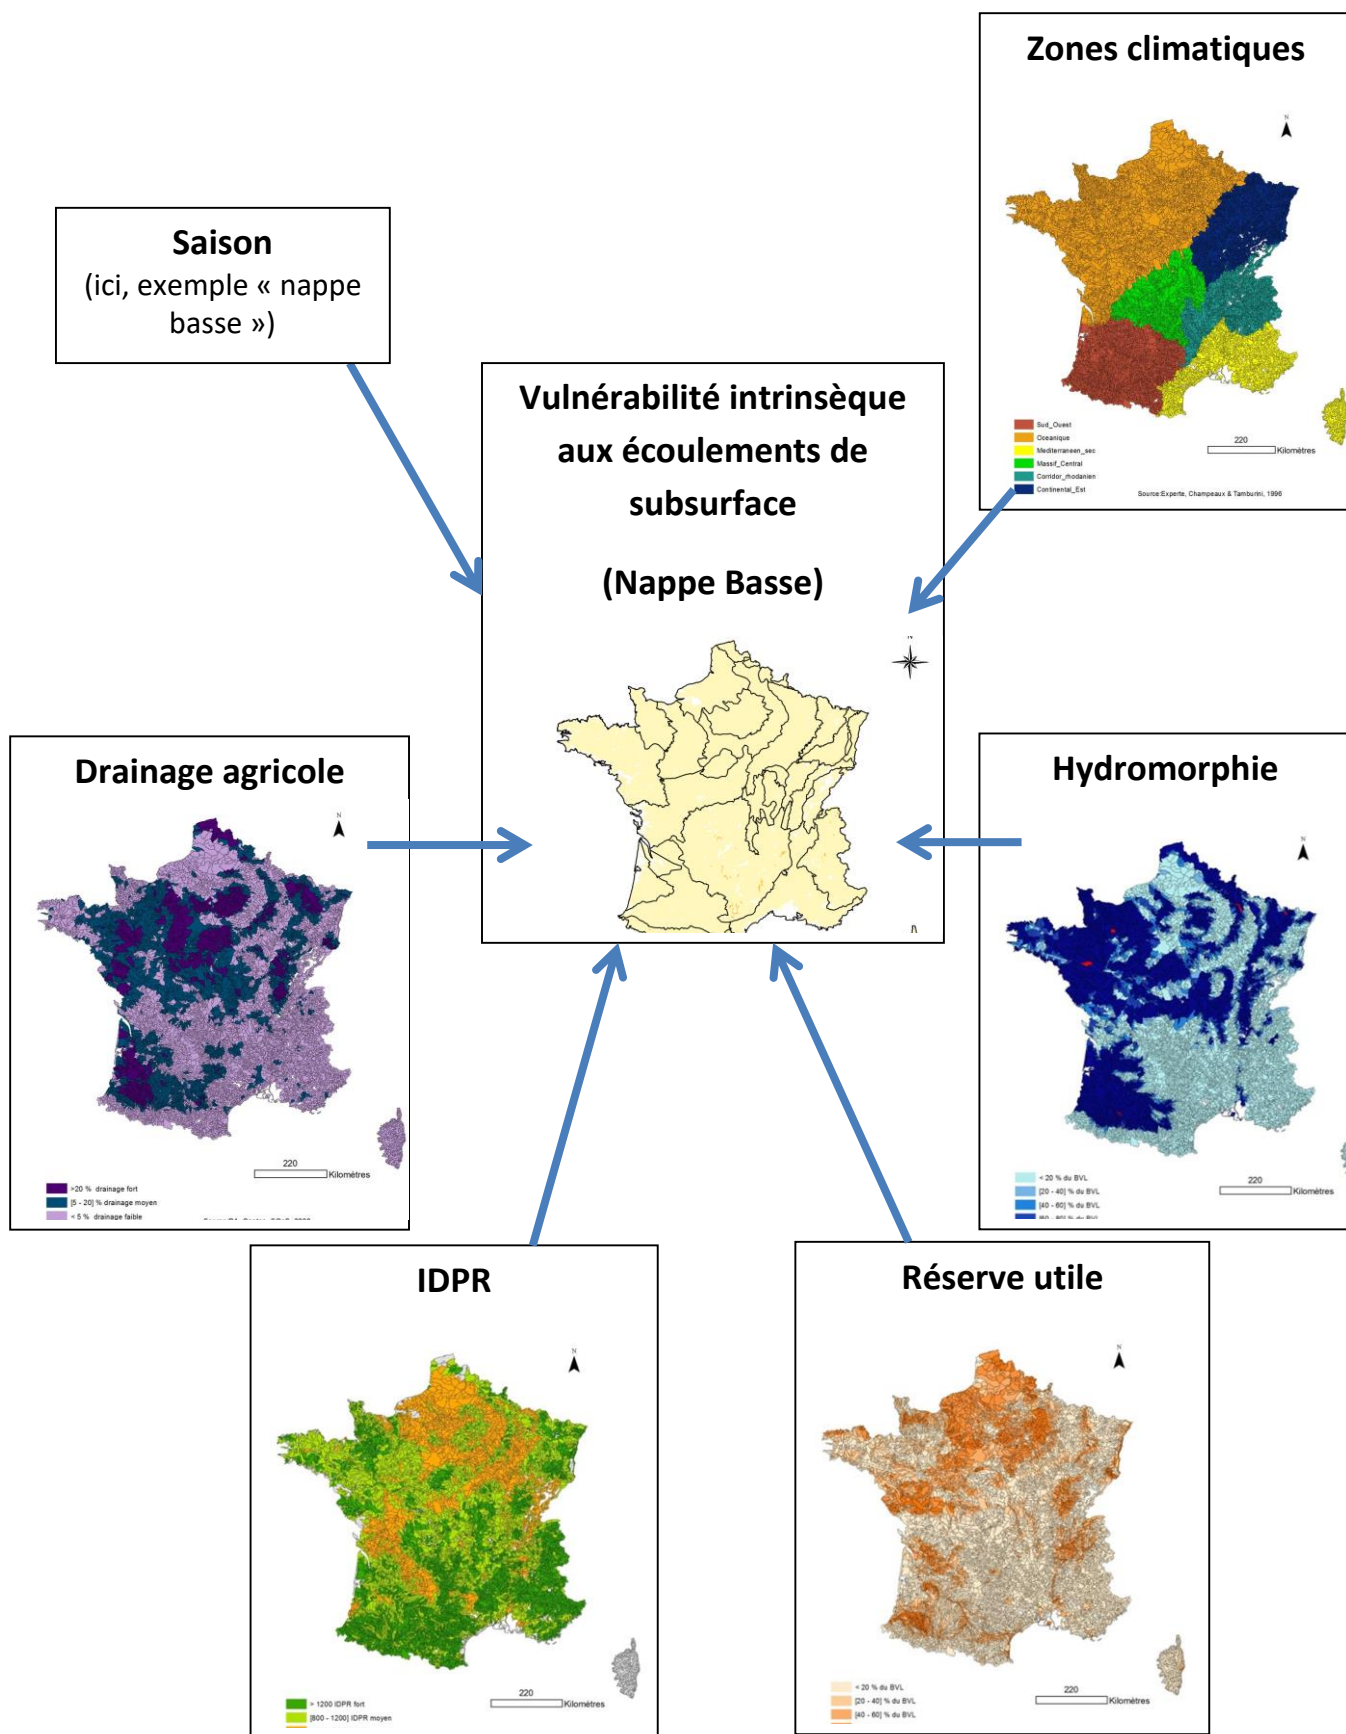 Zones climatiques
N
Sud_Ouest
Oceanique
Mediterraneen_sec
Massif_Central
Corridor_rhodanien
Continental_Est
220
Kilomètres
Source:Experte, Champeaux & Tamburini, 1996
Saison
(ici, exemple « nappe
basse »)
Vulnérabilité intrinsèque
aux écoulements de
subsurface
(Nappe Basse)
Drainage agricole
N
220
Kilomètres
>20 % drainage fort
[5 - 20] % drainage moyen
< 5 % drainage faible
Hydromorphie
N
< 20 % du BVL
[20 - 40] % du BVL
[40 - 60] % du BVL
[60 - 80] % du BVL
220
Kilomètres
IDPR
N
220
Kilomètres
> 1200 IDPR fort
[800 - 1200] IDPR moyen
Réserve utile
N
220
Kilomètres
< 20 % du BVL
[20 - 40] % du BVL
[40 - 60] % du BVL